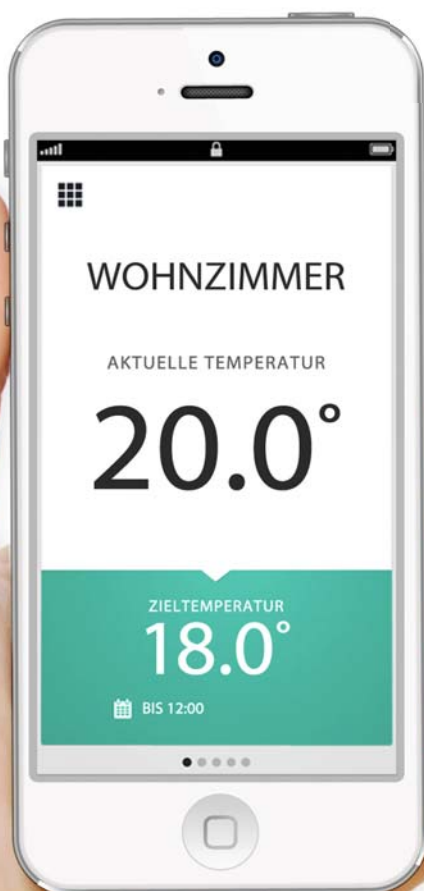 WOHNZIMMER
AKTUELLE TEMPERATUR
20.0°
ZIELTEMPERATUR
18.0°
BIS 12:00